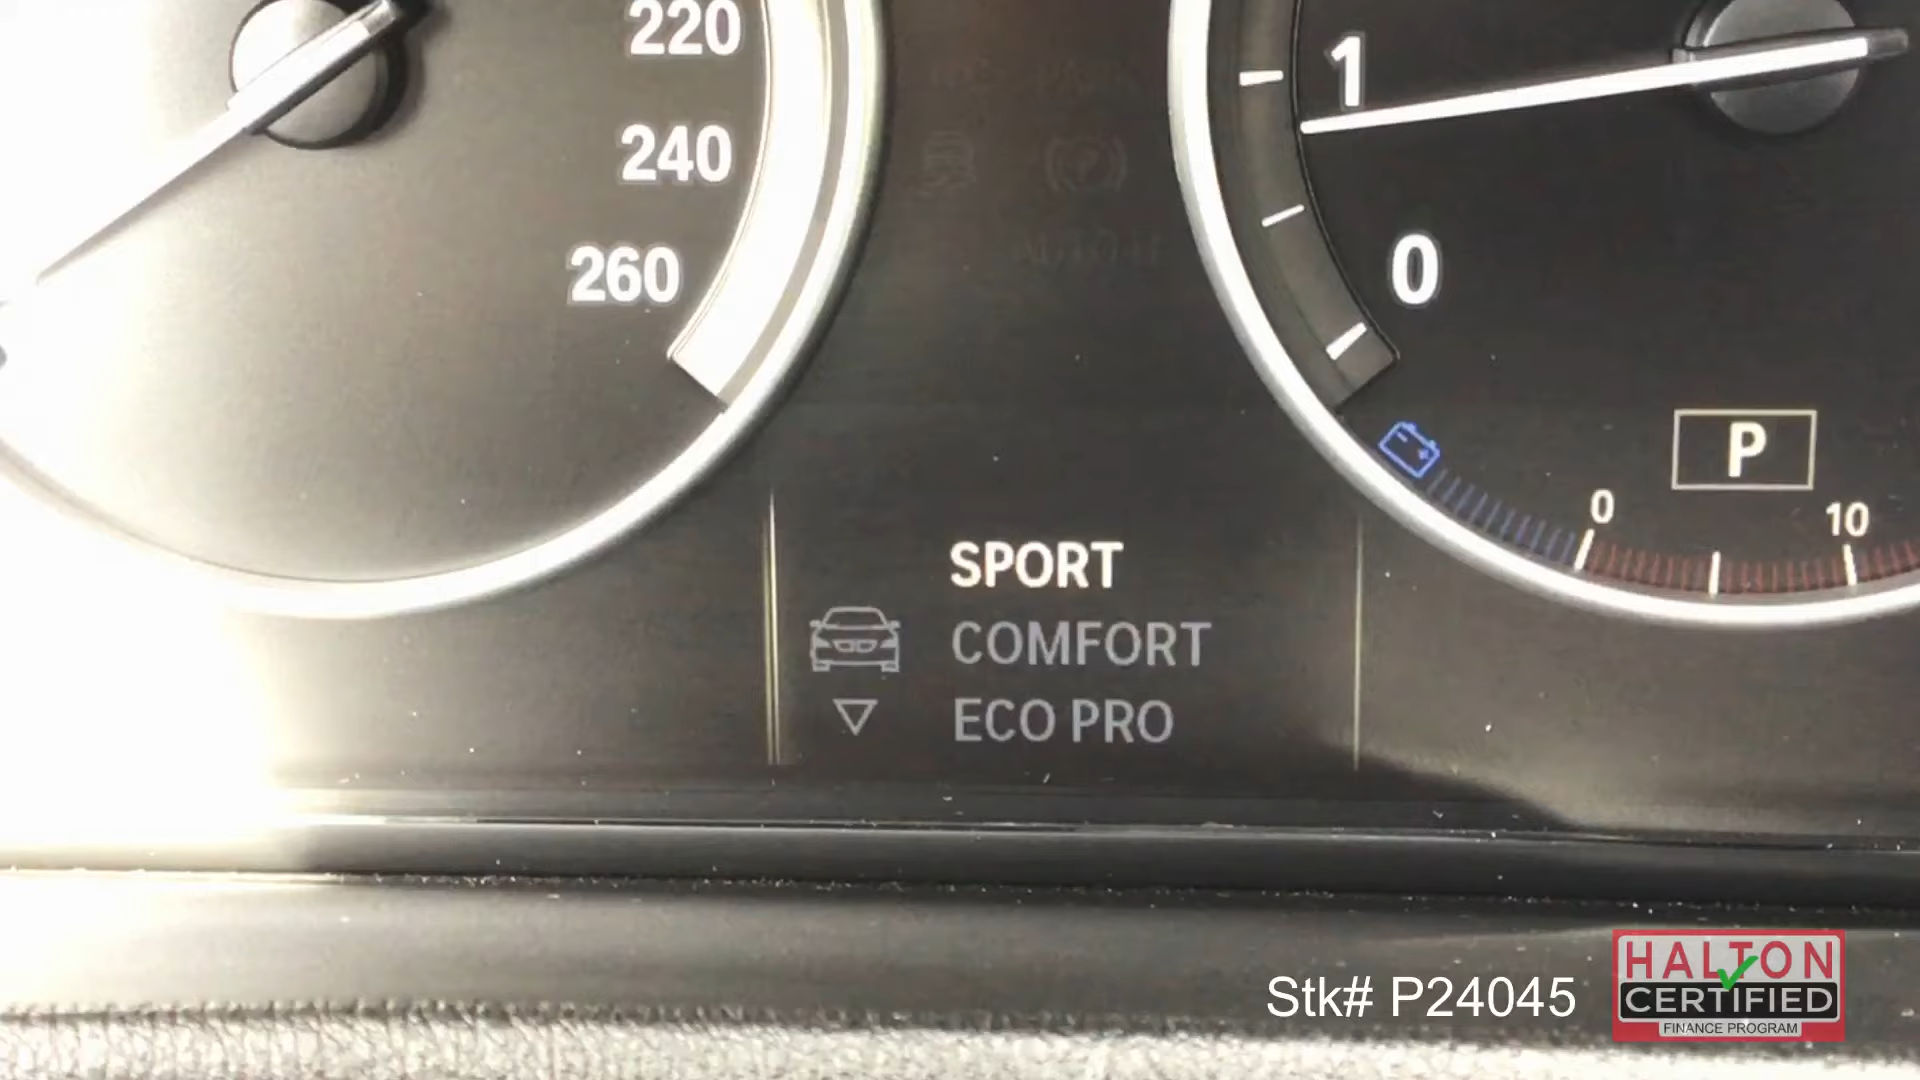 220
240
260
1
0
P
0
10
SPORT
COMFORT
ECO PRO
Stk# P24045
HALTON
CERTIFIED
FINANCE PROGRAM